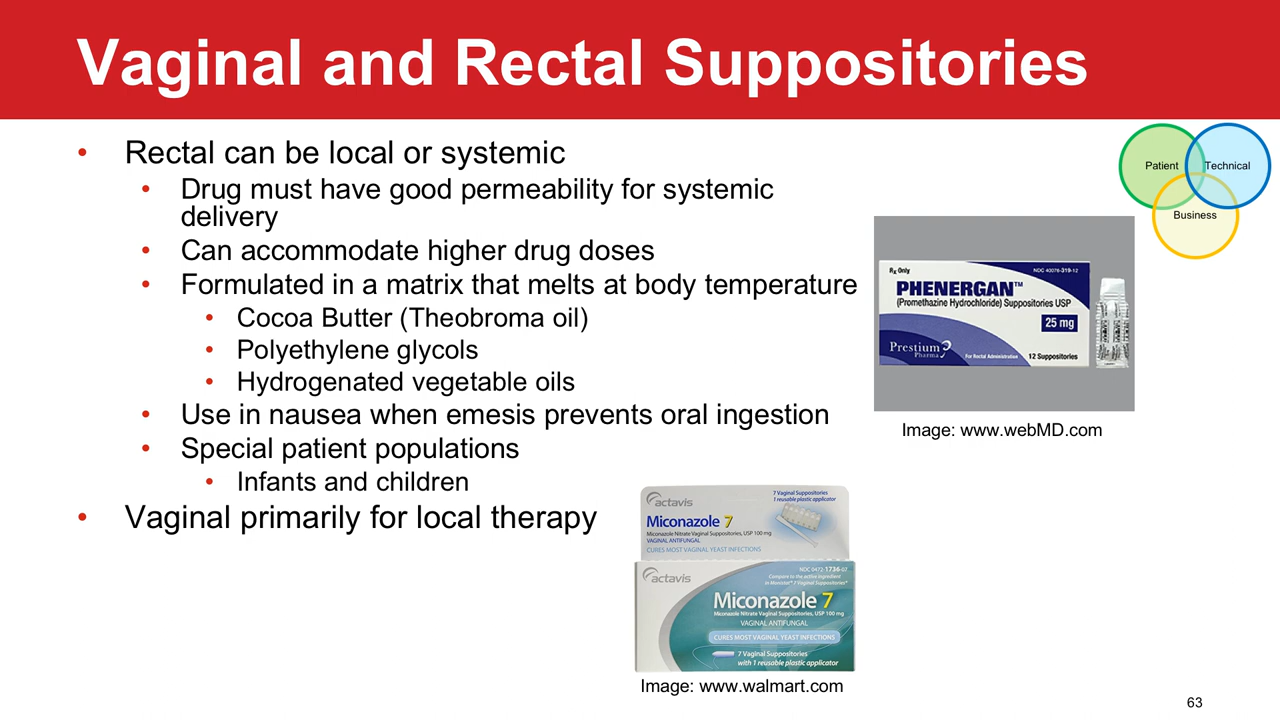 Vaginal and Rectal Suppositories
• Rectal can be local or systemic
• Drug must have good permeability for systemic
delivery
• Can accommodate higher drug doses
• Formulated in a matrix that melts at body temperature
• Cocoa Butter (Theobroma oil)
• Polyethylene glycols
• Hydrogenated vegetable oils
• Use in nausea when emesis prevents oral ingestion
• Special patient populations
• Infants and children
• Vaginal primarily for local therapy
Patient
Technical
Business
Rx Only
NDC 40076-319-12
PHENERGAN™
(Promethazine Hydrochloride) Suppositories USP
25 mg
Prestium
Pharma
For Rectal Administration
12 Suppositories
Image: www.webMD.com
actavis
7 Vaginal Suppositories
1 reusable plastic applicator
Miconazole 7
Miconazole Nitrate Vaginal Suppositories, USP 100 mg
VAGINAL ANTIFUNGAL
CURES MOST VAGINAL YEAST INFECTIONS
actavis
NDC 0472-1736-07
Compare to the active ingredient
in Monistat® 7 Vaginal Suppositories*
Miconazole 7
Miconazole Nitrate Vaginal Suppositories, USP 100 mg
VAGINAL ANTIFUNGAL
CURES MOST VAGINAL YEAST INFECTIONS
7 Vaginal Suppositories
with 1 reusable plastic applicator
Image: www.walmart.com
63